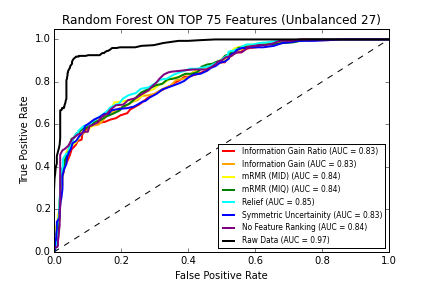 Random Forest ON TOP 75 Features (Unbalanced 27)
1.0
0.8
0.6
0.4
0.2
0.0
True Positive Rate
Information Gain Ratio (AUC = 0.83)
Information Gain (AUC = 0.83)
mRMR (MID) (AUC = 0.84)
mRMR (MIQ) (AUC = 0.84)
Relief (AUC = 0.85)
Symmetric Uncertainity (AUC = 0.83)
No Feature Ranking (AUC = 0.84)
Raw Data (AUC = 0.97)
0.0 0.2 0.4 0.6 0.8 1.0
False Positive Rate